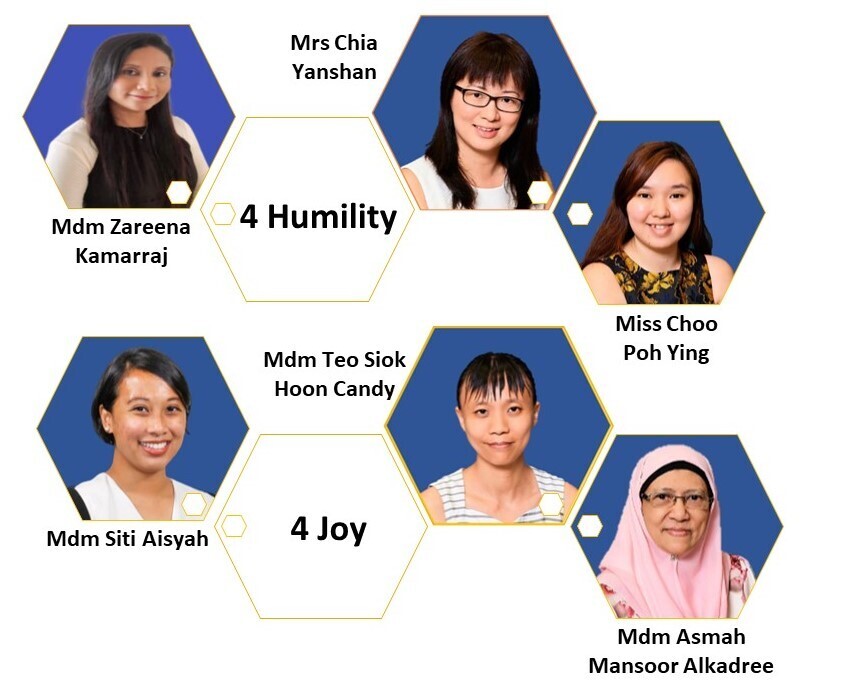 Mrs Chia
Yanshan
Mdm Zareena
Kamarraj
4 Humility
Miss Choo
Poh Ying
Mdm Teo Siok
Hoon Candy
Mdm Siti Aisyah
4 Joy
Mdm Asmah
Mansoor Alkadree